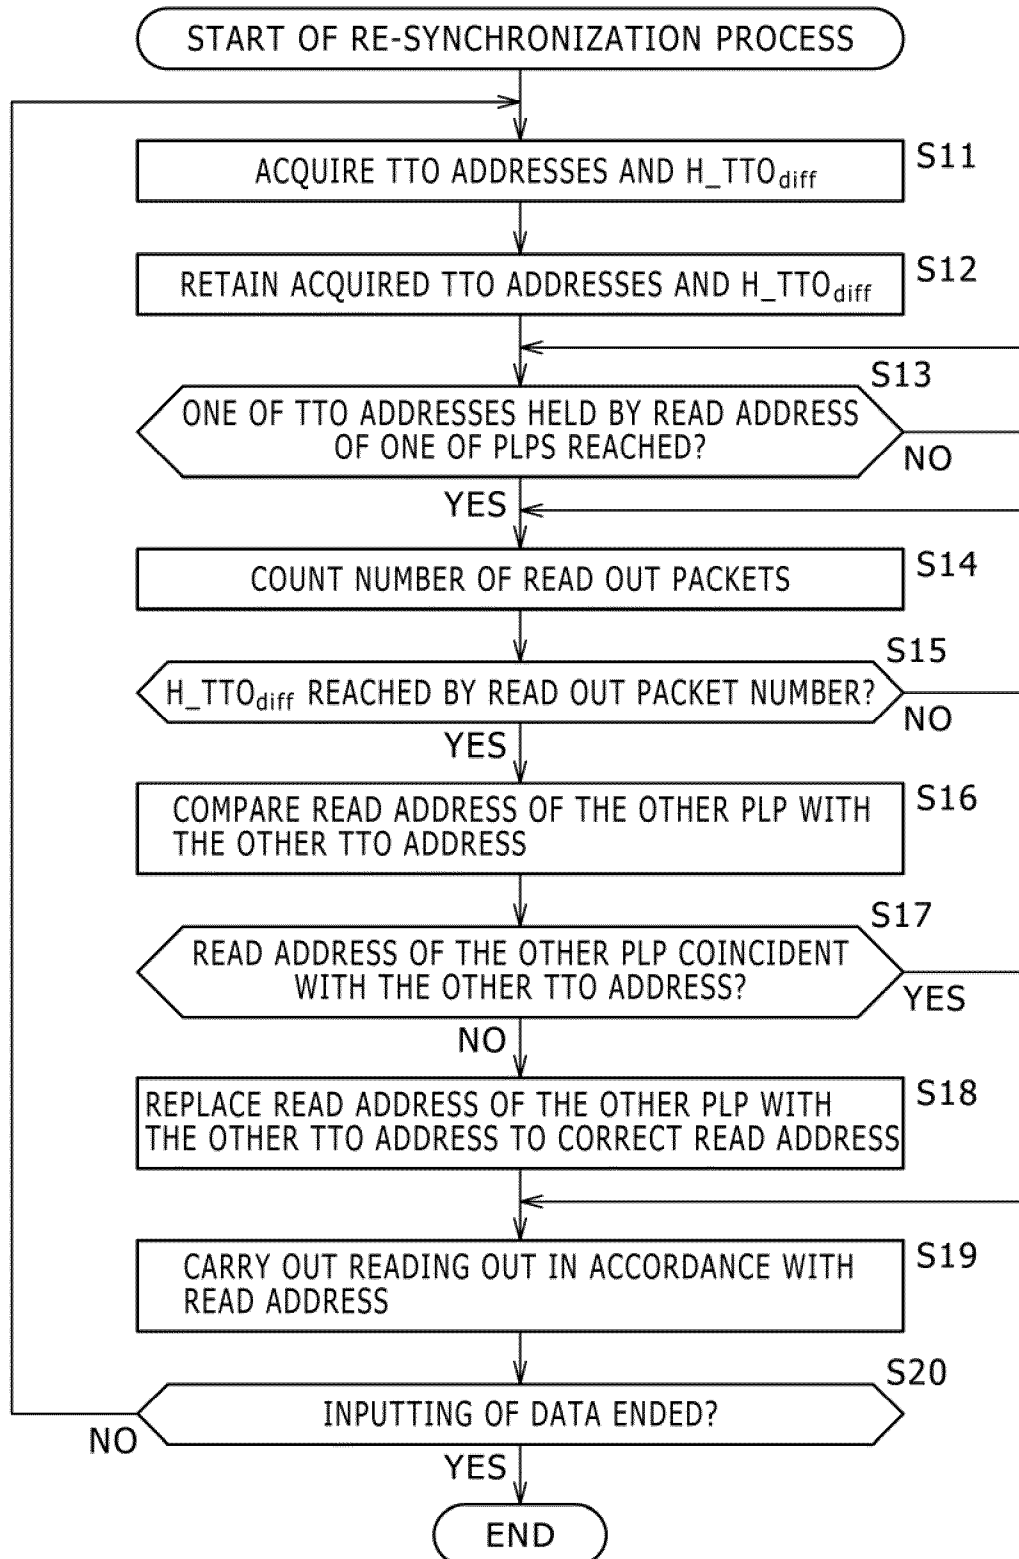 START OF RE-SYNCHRONIZATION PROCESS
S11
ACQUIRE TTO ADDRESSES AND H_TTOdiff
S12
RETAIN ACQUIRED TTO ADDRESSES AND H_TTOdiff
S13
ONE OF TTO ADDRESSES HELD BY READ ADDRESS
OF ONE OF PLPS REACHED?
NO
YES
S14
COUNT NUMBER OF READ OUT PACKETS
S15
H_TTOdiff REACHED BY READ OUT PACKET NUMBER?
NO
YES
S16
COMPARE READ ADDRESS OF THE OTHER PLP WITH
THE OTHER TTO ADDRESS
S17
READ ADDRESS OF THE OTHER PLP COINCIDENT
WITH THE OTHER TTO ADDRESS?
YES
NO
S18
REPLACE READ ADDRESS OF THE OTHER PLP WITH
THE OTHER TTO ADDRESS TO CORRECT READ ADDRESS
S19
CARRY OUT READING OUT IN ACCORDANCE WITH
READ ADDRESS
S20
INPUTTING OF DATA ENDED?
NO
YES
END